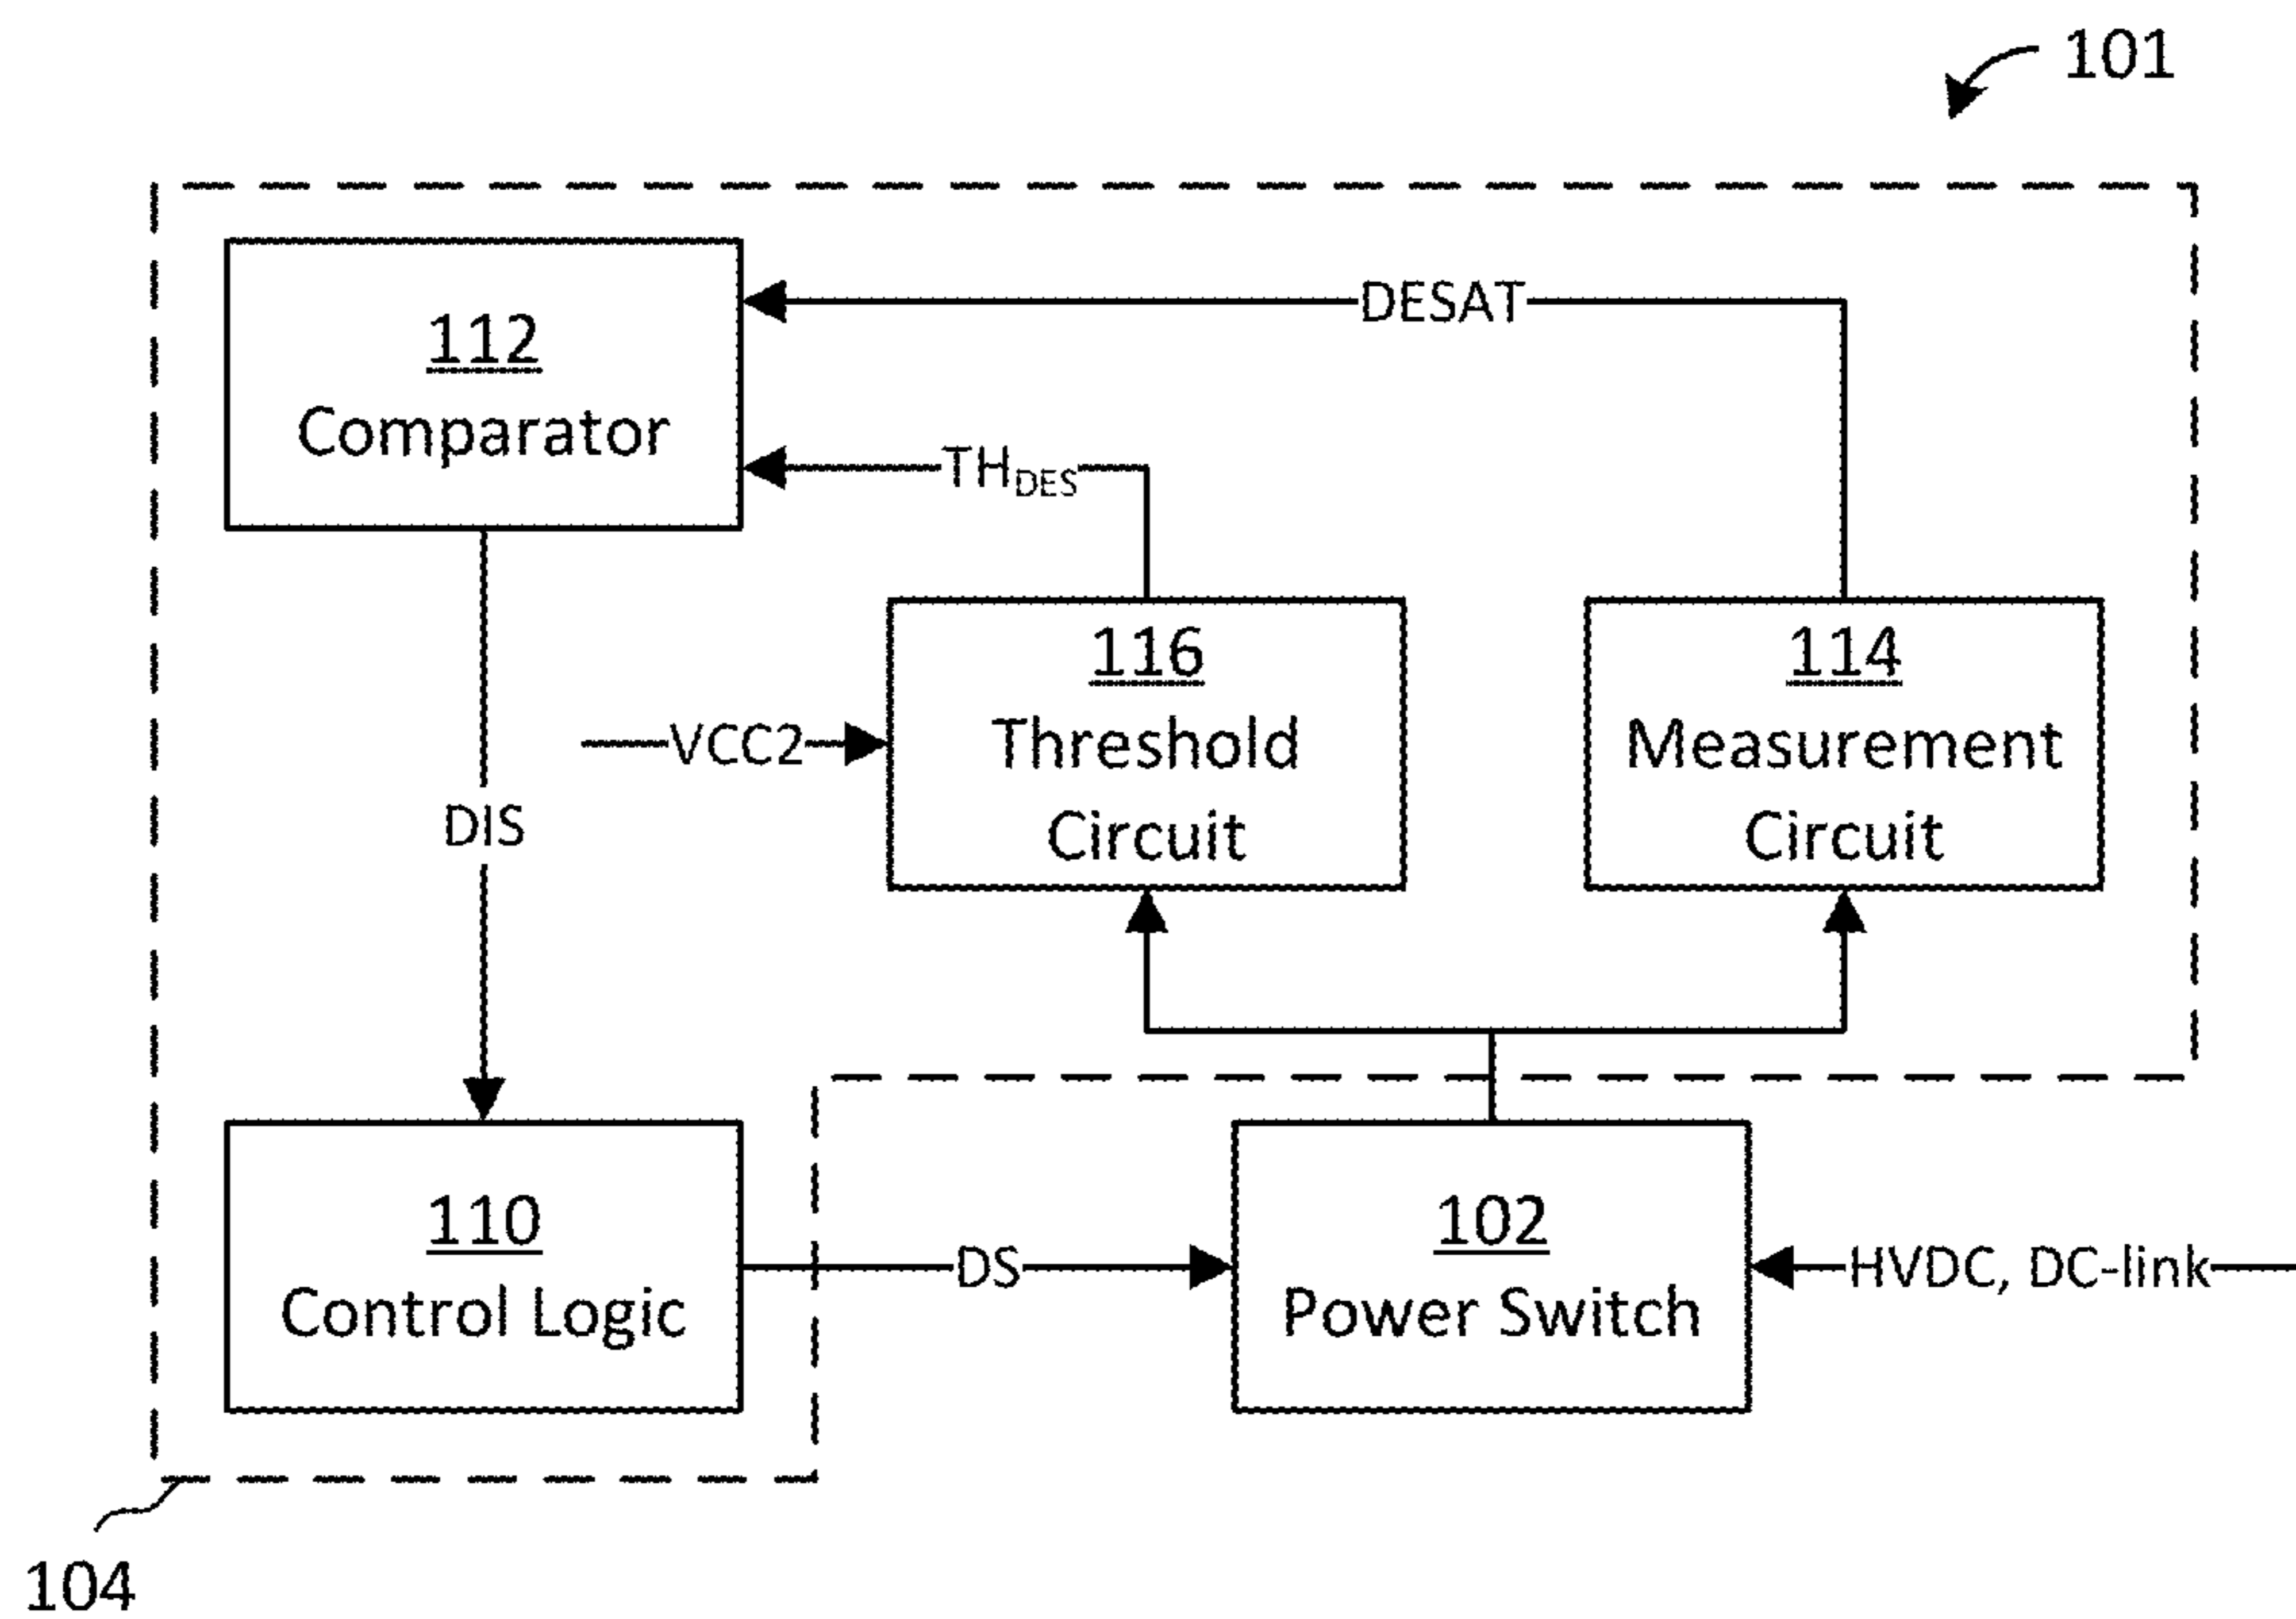 101
112
Comparator
DESAT
TH_DES
116
Threshold
Circuit
114
Measurement
Circuit
VCC2
DIS
110
Control Logic
DS
102
Power Switch
HVDC, DC-link
104